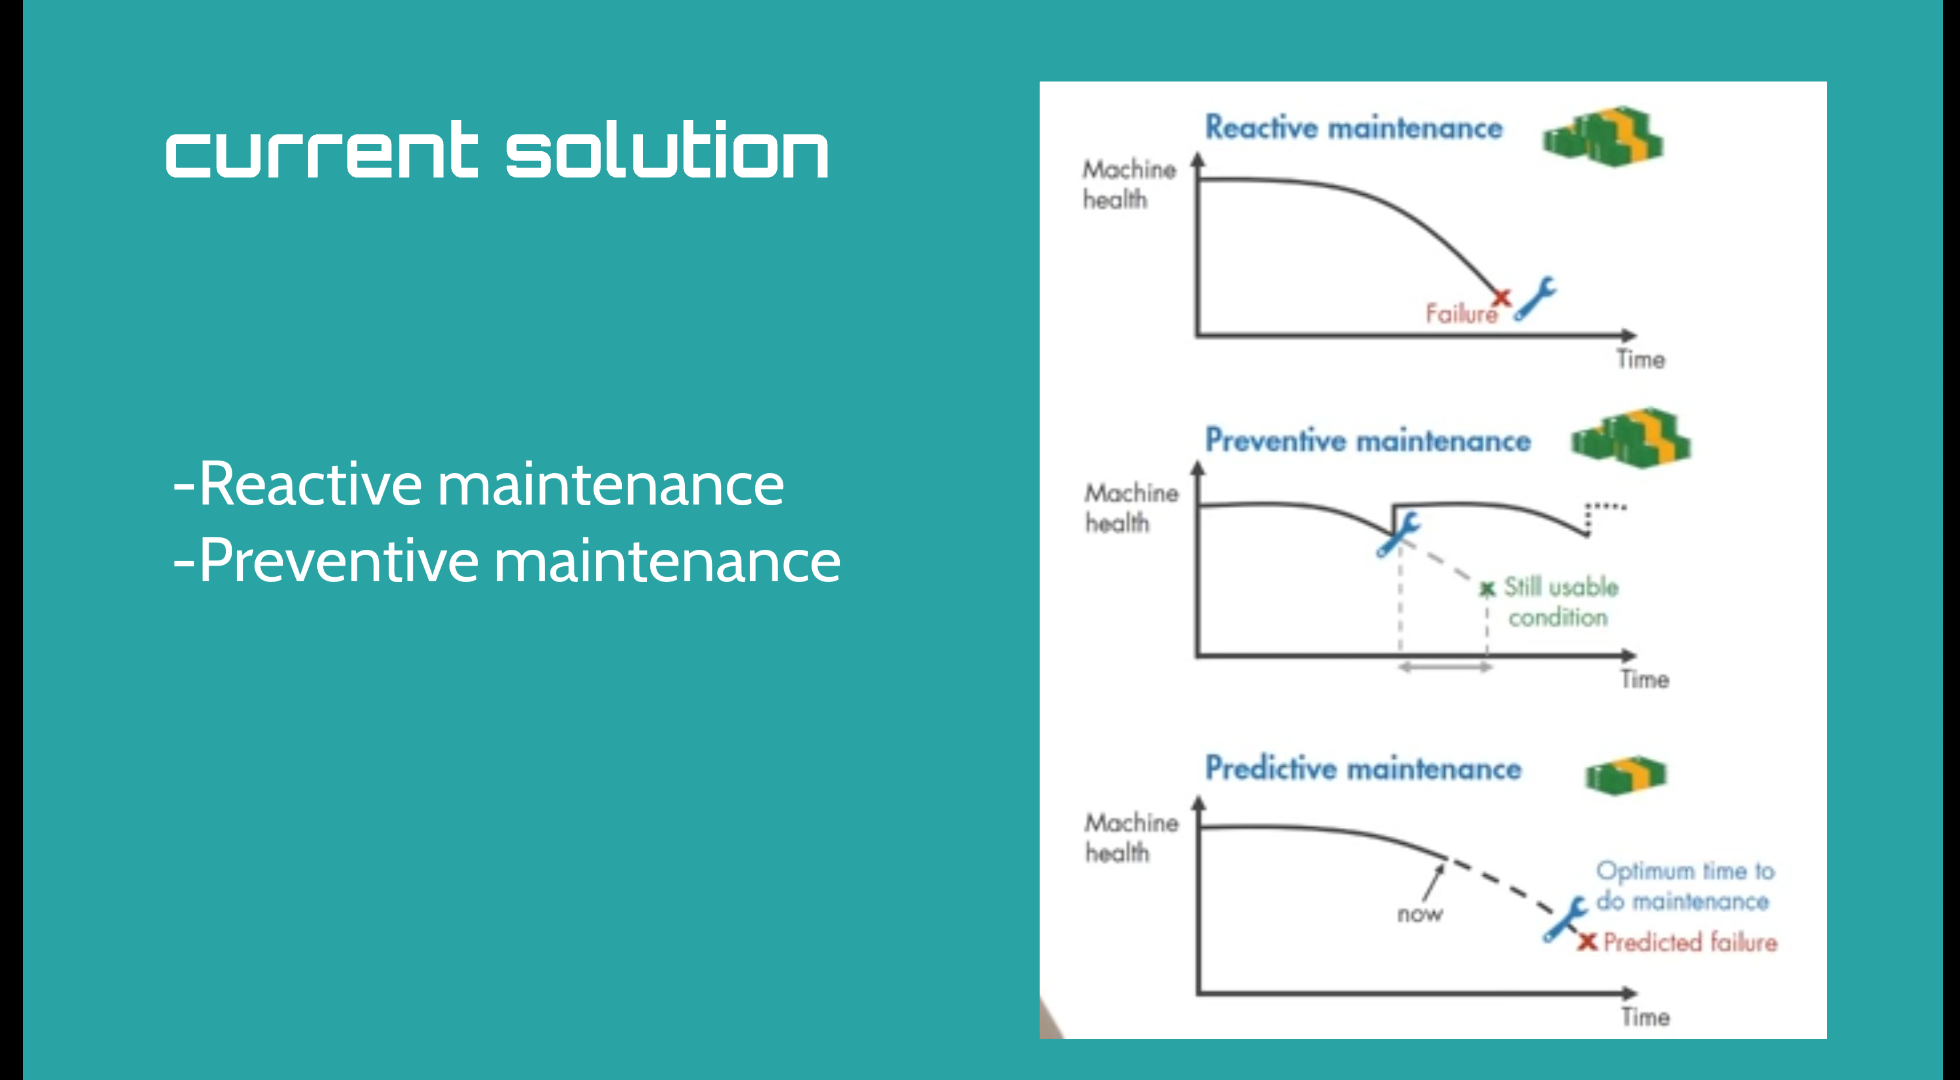 current solution
-Reactive maintenance
-Preventive maintenance
Reactive maintenance
Machine
health
Failure
Time
Preventive maintenance
Machine
health
Still usable
condition
Time
Predictive maintenance
Machine
health
now
Optimum time to
do maintenance
Predicted failure
Time